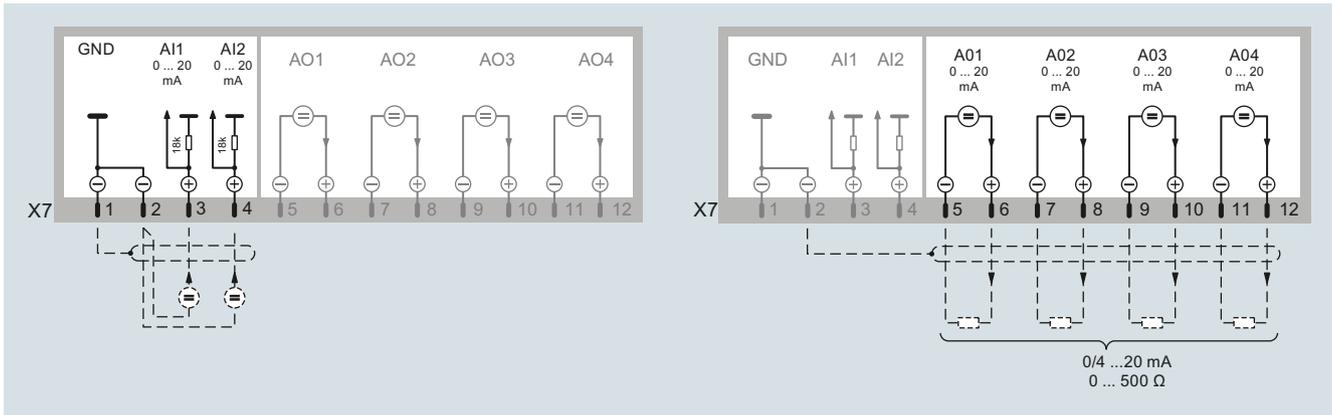 GND AI1 AI2 AO1 AO2 AO3 AO4
0 ... 20 0 ... 20
mA mA
18k 18k
X7 1 2 3 4 5 6 7 8 9 10 11 12
GND AI1 AI2 A01 A02 A03 A04
0 ... 20 0 ... 20 0 ... 20 0 ... 20
mA mA mA mA
X7 1 2 3 4 5 6 7 8 9 10 11 12
0/4 ...20 mA
0 ... 500 Ω